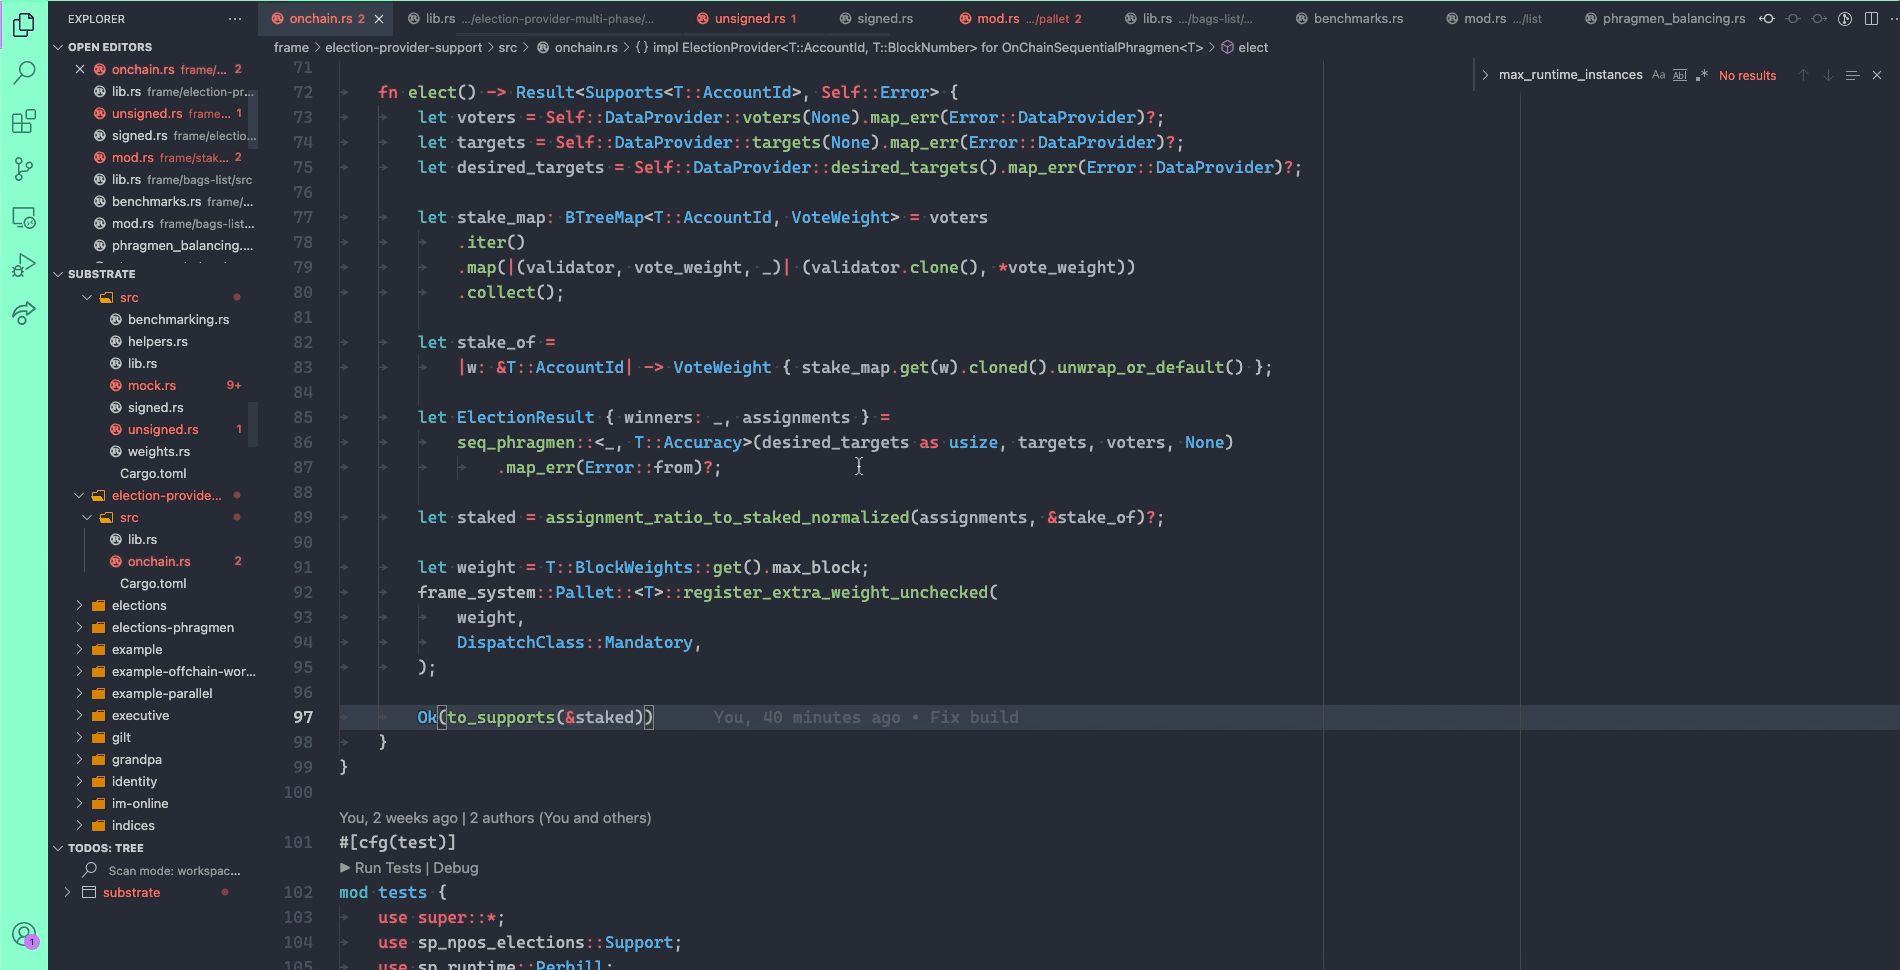 EXPLORER
onchain.rs 2
lib.rs .../election-provider-multi-phase/...
unsigned.rs 1
signed.rs
mod.rs .../pallet 2
lib.rs .../bags-list/...
benchmarks.rs
mod.rs .../list
phragmen_balancing.rs
OPEN EDITORS
onchain.rs frame/... 2
lib.rs frame/election-pr...
unsigned.rs frame... 1
signed.rs frame/electio...
mod.rs frame/stak... 2
lib.rs frame/bags-list/src
benchmarks.rs frame/...
mod.rs frame/bags-list...
phragmen_balancing....
SUBSTRATE
src
benchmarking.rs
helpers.rs
lib.rs
mock.rs 9+
signed.rs
unsigned.rs 1
weights.rs
Cargo.toml
election-provide...
src
lib.rs
onchain.rs 2
Cargo.toml
elections
elections-phragmen
example
example-offchain-wor...
example-parallel
executive
gilt
grandpa
identity
im-online
indices
TODOS: TREE
Scan mode: workspac...
substrate
1
frame > election-provider-support > src > onchain.rs > {} impl ElectionProvider<T::AccountId, T::BlockNumber> for OnChainSequentialPhragmen<T> > elect
max_runtime_instances Aa Abl .* No results
71
72 fn elect() -> Result<Supports<T::AccountId>, Self::Error> {
73 let voters = Self::DataProvider::voters(None).map_err(Error::DataProvider)?;
74 let targets = Self::DataProvider::targets(None).map_err(Error::DataProvider)?;
75 let desired_targets = Self::DataProvider::desired_targets().map_err(Error::DataProvider)?;
76
77 let stake_map: BTreeMap<T::AccountId, VoteWeight> = voters
78 .iter()
79 .map(|(validator, vote_weight, _)| (validator.clone(), *vote_weight))
80 .collect();
81
82 let stake_of =
83 |w: &T::AccountId| -> VoteWeight { stake_map.get(w).cloned().unwrap_or_default() };
84
85 let ElectionResult { winners: _, assignments } =
86 seq_phragmen::<_, T::Accuracy>(desired_targets as usize, targets, voters, None)
87 .map_err(Error::from)?;
88
89 let staked = assignment_ratio_to_staked_normalized(assignments, &stake_of)?;
90
91 let weight = T::BlockWeights::get().max_block;
92 frame_system::Pallet::<T>::register_extra_weight_unchecked(
93 weight,
94 DispatchClass::Mandatory,
95 );
96
97 Ok(to_supports(&staked)) You, 40 minutes ago • Fix build
98 }
99 }
100
You, 2 weeks ago | 2 authors (You and others)
101 #[cfg(test)]
Run Tests | Debug
102 mod tests {
103 use super::*;
104 use sp_npos_elections::Support;
105 use sp_runtime::Perbill;